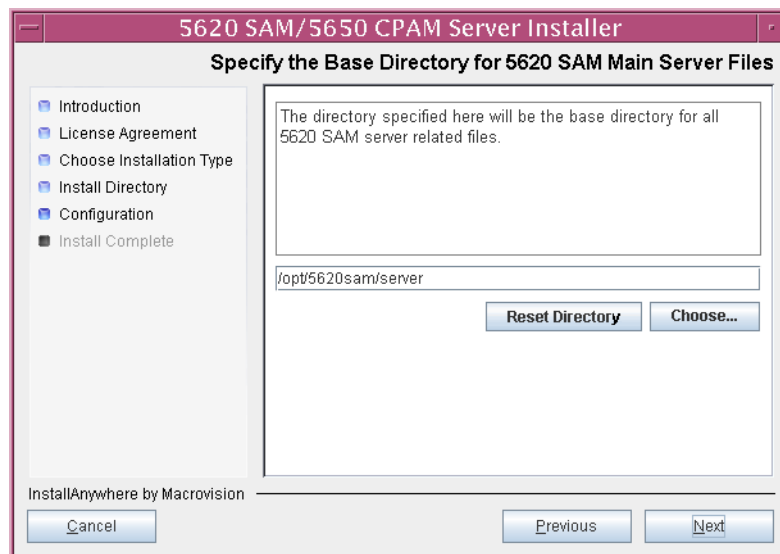 5620 SAM/5650 CPAM Server Installer
Specify the Base Directory for 5620 SAM Main Server Files
Introduction
License Agreement
Choose Installation Type
Install Directory
Configuration
Install Complete
The directory specified here will be the base directory for all
5620 SAM server related files.
/opt/5620sam/server
Reset Directory
Choose...
InstallAnywhere by Macrovision
Cancel
Previous
Next